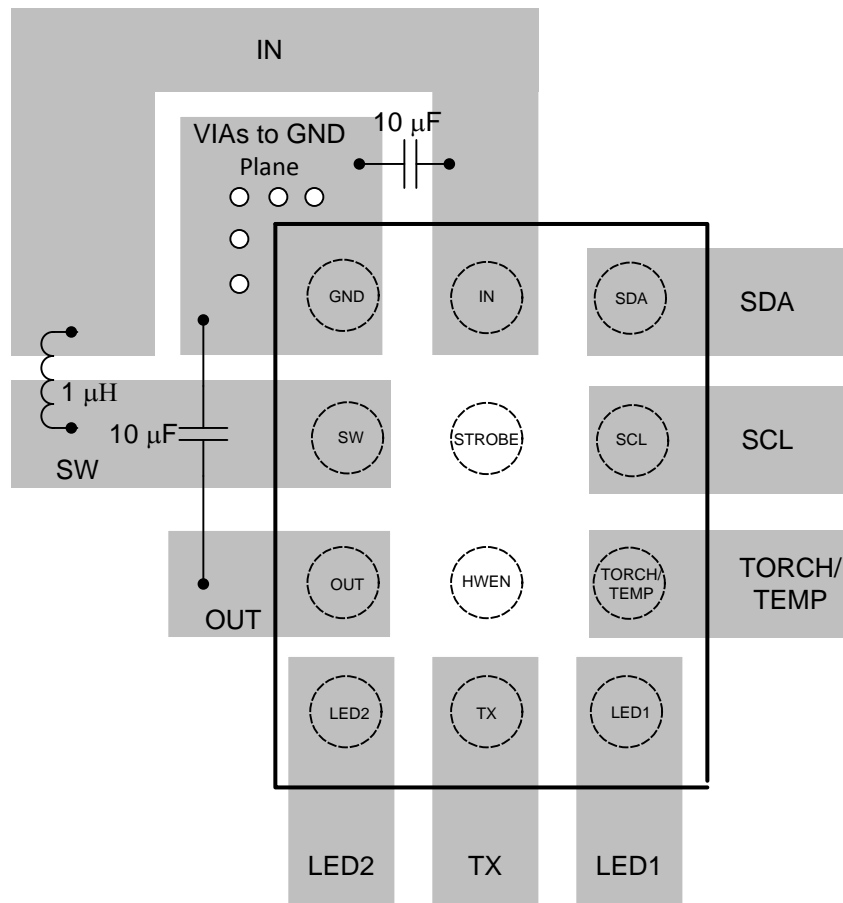 IN
10 μF
VIAs to GND
Plane
GND
IN
SDA
SDA
1 μH
10 μF
SW
SW
STROBE
SCL
SCL
OUT
OUT
HWEN
TORCH/
TEMP
TORCH/
TEMP
LED2
TX
LED1
LED2
TX
LED1